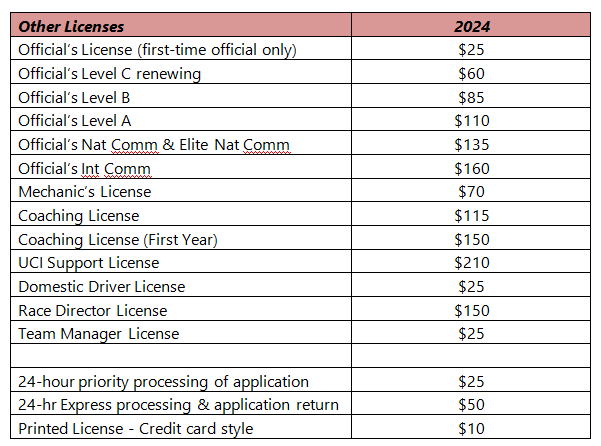 Other Licenses 2024
Official's License (first-time official only) $25
Official's Level C renewing $60
Official's Level B $85
Official's Level A $110
Official's Nat Comm & Elite Nat Comm $135
Official's Int Comm $160
Mechanic's License $70
Coaching License $115
Coaching License (First Year) $150
UCI Support License $210
Domestic Driver License $25
Race Director License $150
Team Manager License $25
24-hour priority processing of application $25
24-hr Express processing & application return $50
Printed License - Credit card style $10